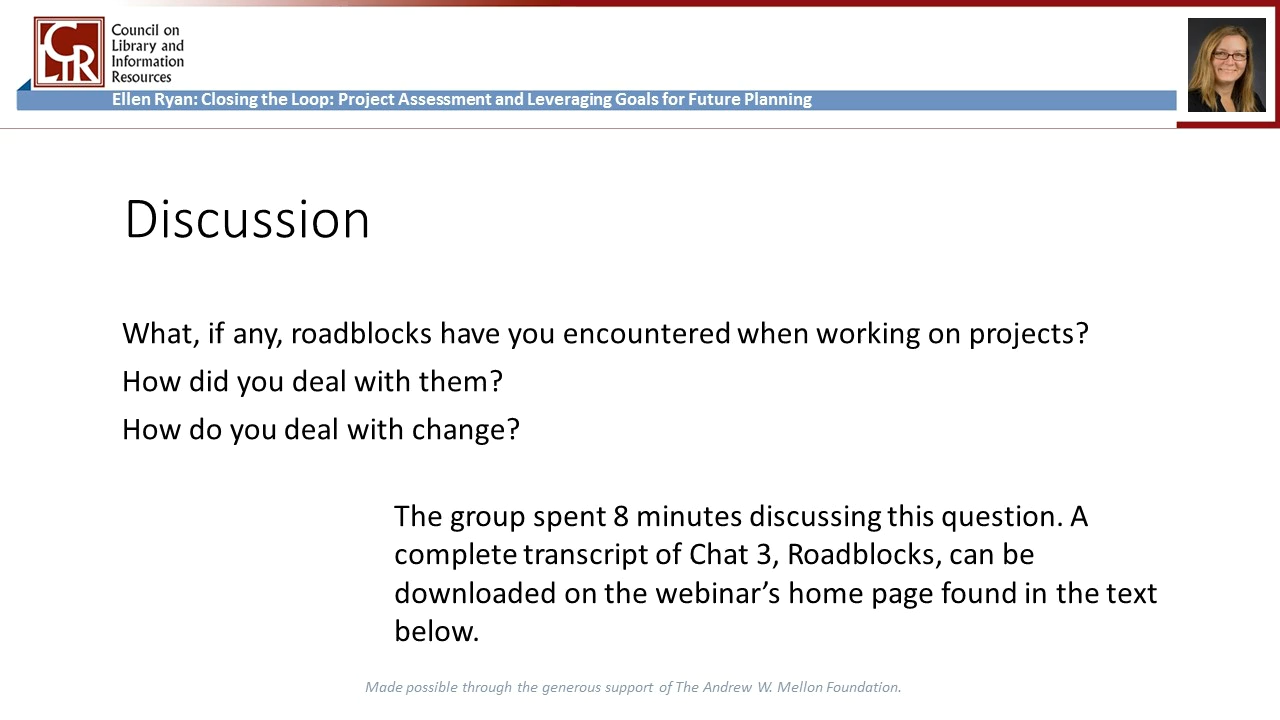 CLIR
Council on
Library and
Information
Resources
Ellen Ryan: Closing the Loop: Project Assessment and Leveraging Goals for Future Planning
Discussion
What, if any, roadblocks have you encountered when working on projects?
How did you deal with them?
How do you deal with change?
The group spent 8 minutes discussing this question. A
complete transcript of Chat 3, Roadblocks, can be
downloaded on the webinar’s home page found in the text
below.
Made possible through the generous support of The Andrew W. Mellon Foundation.